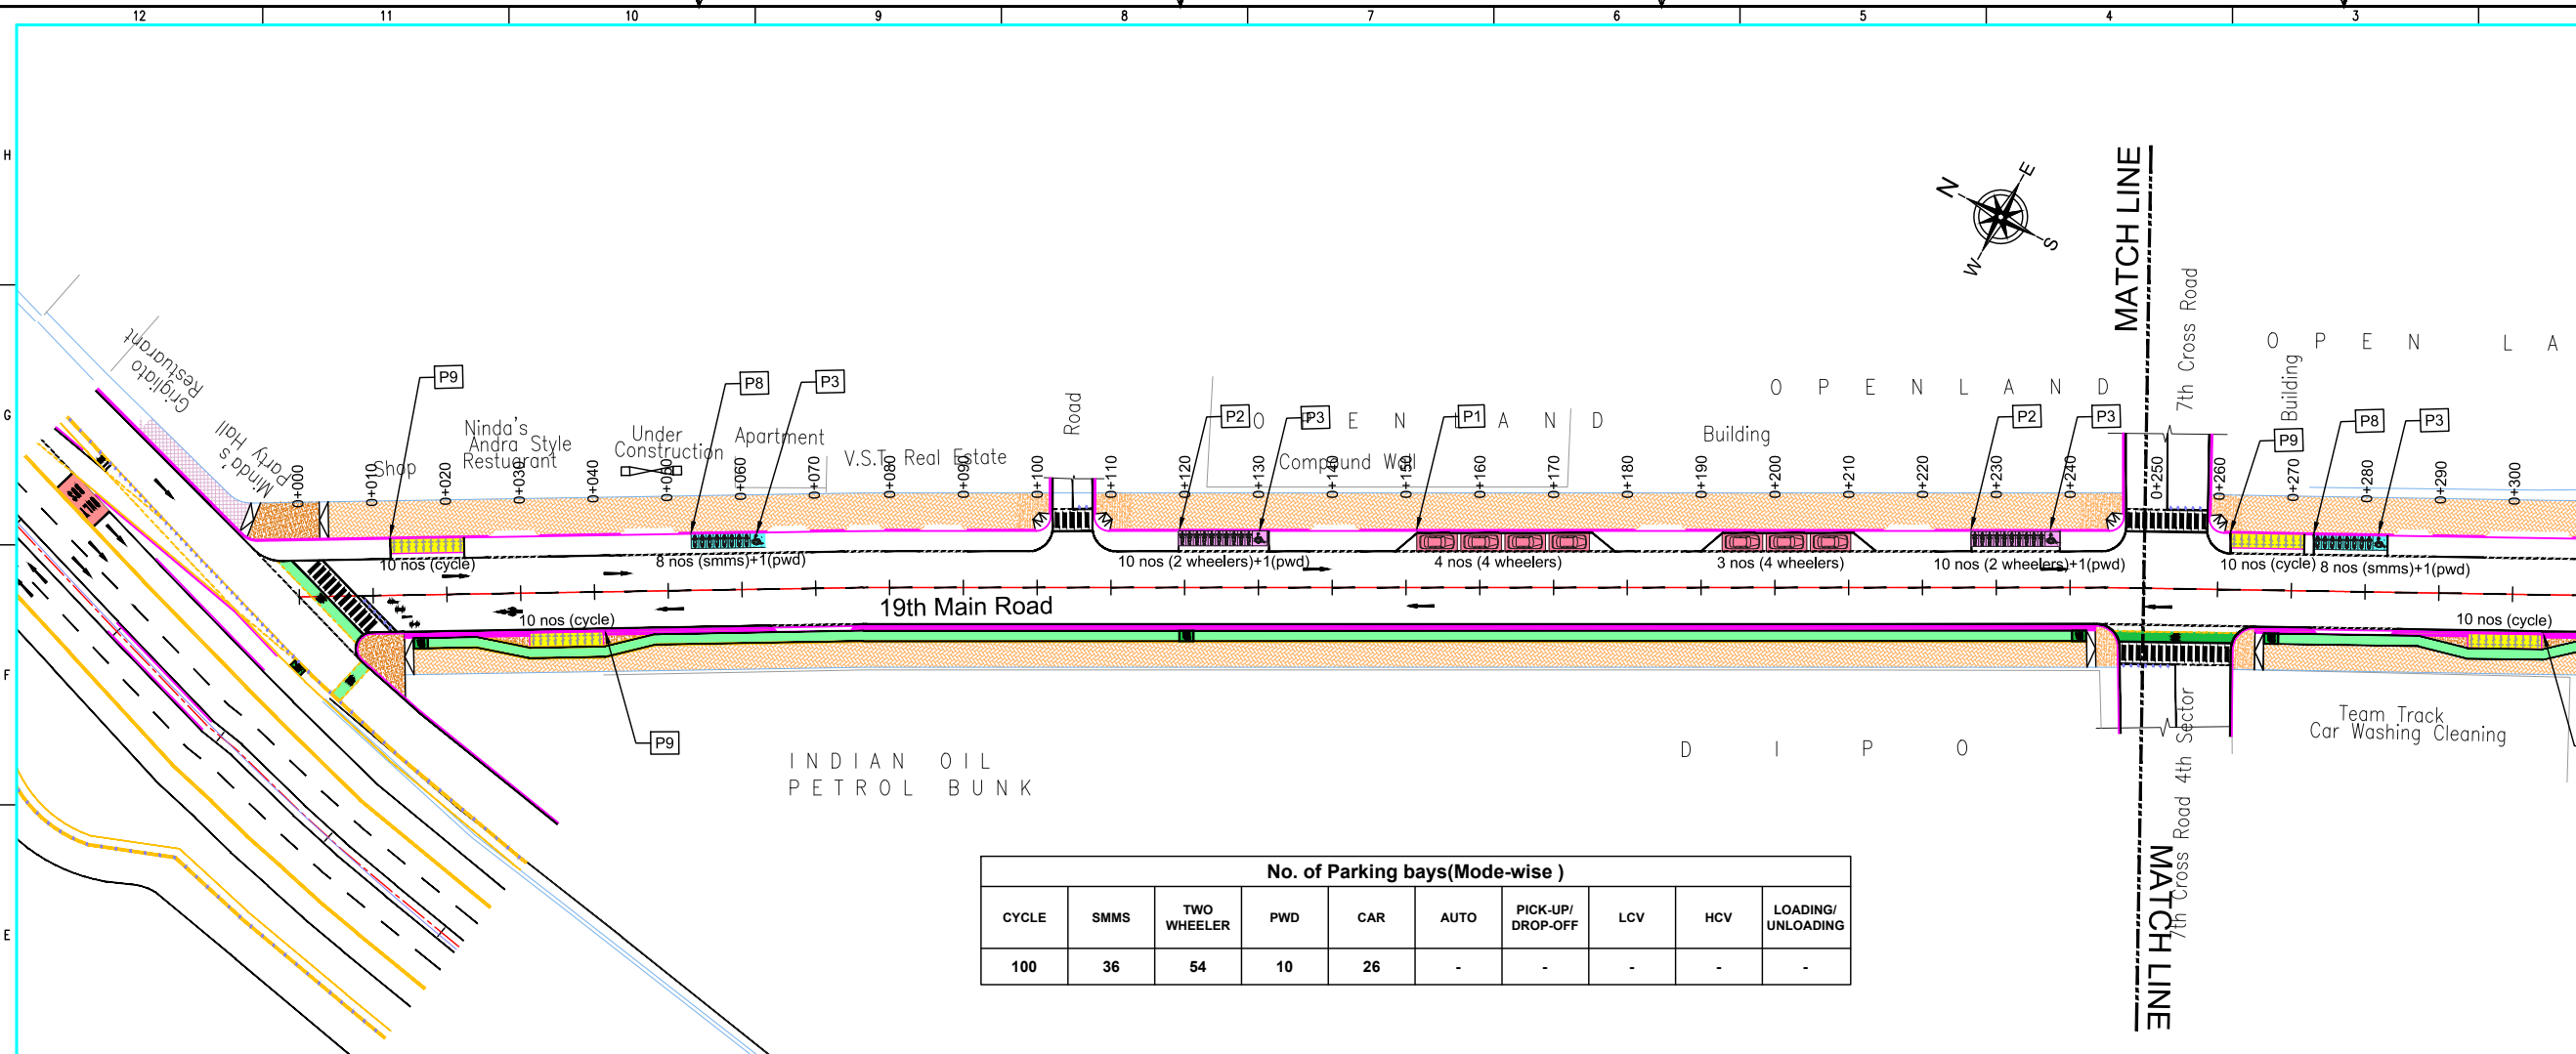 12 11 10 9 8 7 6 5 4 3
H
G
F
E
N
E
S
W
MATCH LINE
7th Cross Road
O P E N L A
Building
Grigliato
Restuarant
Minda's
Party Hall
P9
P8
P3
P2
P3
P1
P2
P3
P9
P8
P3
Shop
Ninda's
Andra Style
Restuarant
Under
Construction
Apartment
V.S.T. Real Estate
Road
O P E N L A N D
Compound Wall
Building
O P E N L A N D
0+000 0+010 0+020 0+030 0+040 0+050 0+060 0+070 0+080 0+090 0+100 0+110 0+120 0+130 0+140 0+150 0+160 0+170 0+180 0+190 0+200 0+210 0+220 0+230 0+240 0+250 0+260 0+270 0+280 0+290 0+300
M M M M
10 nos (cycle)
8 nos (smms)+1(pwd)
10 nos (2 wheelers)+1(pwd)
4 nos (4 wheelers)
3 nos (4 wheelers)
10 nos (2 wheelers)+1(pwd)
10 nos (cycle)
8 nos (smms)+1(pwd)
19th Main Road
10 nos (cycle)
10 nos (cycle)
P9
INDIAN OIL
PETROL BUNK
D I P O
7th Cross Road 4th Sector
Team Track
Car Washing Cleaning
MATCH LINE
No. of Parking bays(Mode-wise )
CYCLE SMMS TWO WHEELER PWD CAR AUTO PICK-UP/ DROP-OFF LCV HCV LOADING/ UNLOADING
100 36 54 10 26 - - - - -